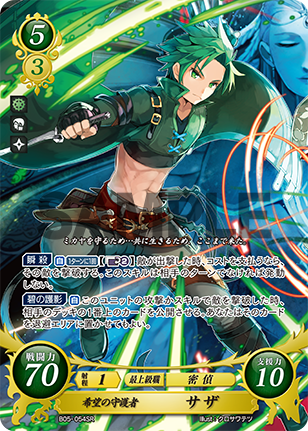 5
3
SAMPLE
ミカヤを守るため…共に生きるため、ここまで来た。
瞬殺 自 [1ターンに1回] 【 】 敵が出撃した時、コストを支払うなら、
その敵を撃破する。このスキルは相手のターンでなければ発動
しない。
碧の護影 自 このユニットの攻撃かスキルで敵を撃破した時、
相手のデッキの1番上のカードを公開させる。あなたはそのカード
を退避エリアに置かせてもよい。
戦闘力 70
射程 1 最上級職 密偵
支援力 10
希望の守護者 サザ
B05-054SR
Illust: クロサワテツ